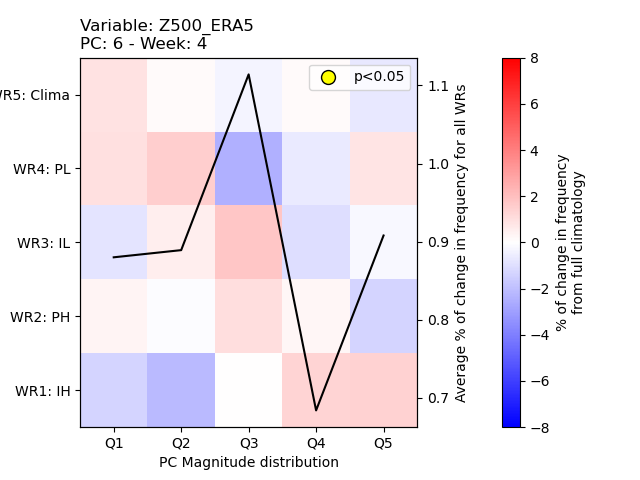 Variable: Z500_ERA5
PC: 6 - Week: 4
p<0.05
WR5: Clima
WR4: PL
WR3: IL
WR2: PH
WR1: IH
Q1 Q2 Q3 Q4 Q5
PC Magnitude distribution
1.1
1.0
0.9
0.8
0.7
Average % of change in frequency for all WRs
8
6
4
2
0
−2
−4
−6
−8
% of change in frequency
from full climatology